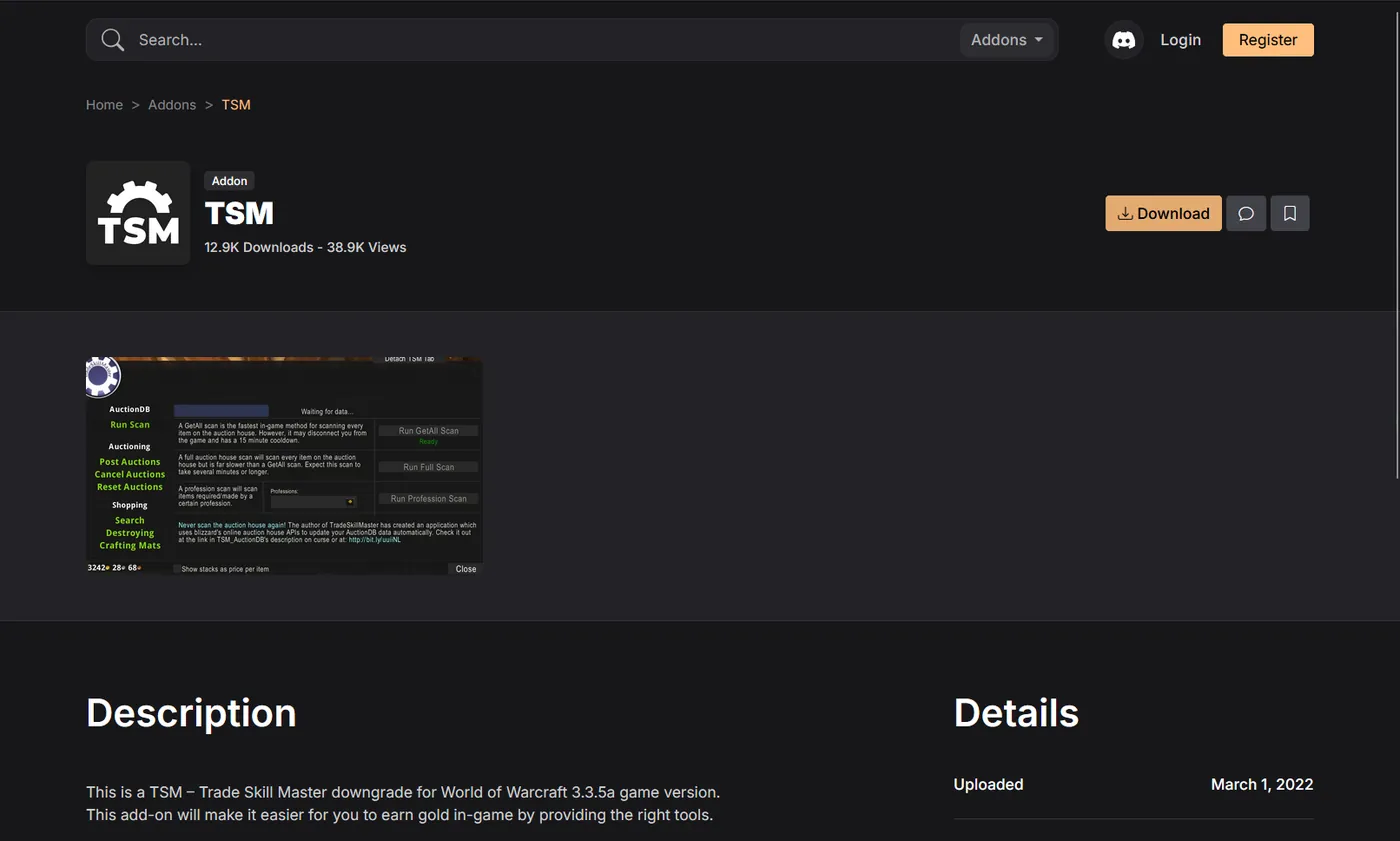 Search...
Addons
Login
Register
Home > Addons > TSM
TSM
Addon
TSM
12.9K Downloads - 38.9K Views
Download
Detach TSM Tab
AuctionDB
Run Scan
Auctioning
Post Auctions
Cancel Auctions
Reset Auctions
Shopping
Search
Destroying
Crafting Mats
Waiting for data...
A GetAll scan is the fastest in-game method for scanning every
item on the auction house. However, it may disconnect you from
the game and has a 15 minute cooldown.
Run GetAll Scan
Ready
A full auction house scan will scan every item on the auction
house but is far slower than a GetAll scan. Expect this scan to
take several minutes or longer.
Run Full Scan
A profession scan will scan
items required/made by a
certain profession.
Professions:
Run Profession Scan
Never scan the auction house again! The author of TradeSkillMaster has created an application which
uses blizzard's online auction house APIs to update your AuctionDB data automatically. Check it out
at the link in TSM_AuctionDB's description on curse or at:
3242 28 68
Show stacks as price per item
Close
Description
This is a TSM – Trade Skill Master downgrade for World of Warcraft 3.3.5a game version.
This add-on will make it easier for you to earn gold in-game by providing the right tools.
Details
Uploaded
March 1, 2022